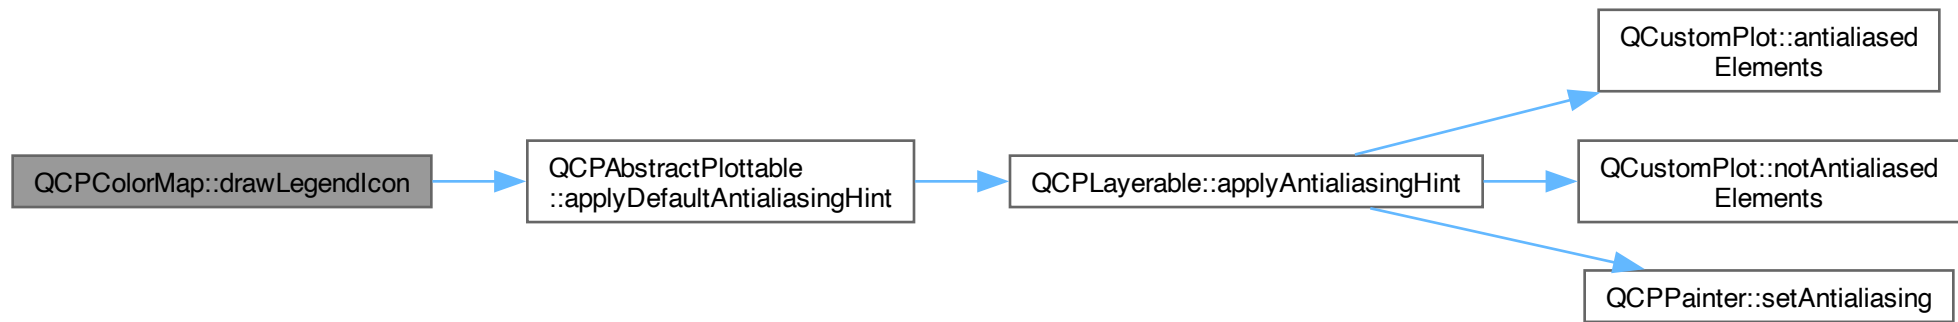 QCPColorMap::drawLegendIcon
QCPAbstractPlottable
::applyDefaultAntialiasingHint
QCPLayerable::applyAntialiasingHint
QCustomPlot::antialiased
Elements
QCustomPlot::notAntialiased
Elements
QCPPainter::setAntialiasing